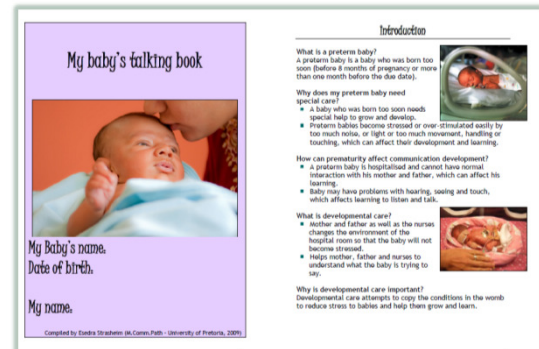 My baby's talking book
My Baby's name:
Date of birth:
My name:
Compiled by Esedra Strasheim (M.Comm.Path - University of Pretoria, 2009)
Introduction
What is a preterm baby?
A preterm baby is a baby who was born too
soon (before 8 months of pregnancy or more
than one month before the due date).
Why does my preterm baby need
special care?
• A baby who was born too soon needs
special help to grow and develop.
• Preterm babies become stressed or over-stimulated easily by
too much noise, or light or too much movement, handling or
touching, which can affect their development and learning.
How can prematurity affect communication development?
• A preterm baby is hospitalised and cannot have normal
interaction with his mother and father, which can affect his
learning.
• Baby may have problems with hearing, seeing and touch,
which affects learning to listen and talk.
What is developmental care?
• Mother and father as well as the nurses
changes the environment of the
hospital room so that the baby will not
become stressed.
• Helps mother, father and nurses to
understand what the baby is trying to
say.
Why is developmental care important?
Developmental care attempts to copy the conditions in the womb
to reduce stress to babies and help them grow and learn.